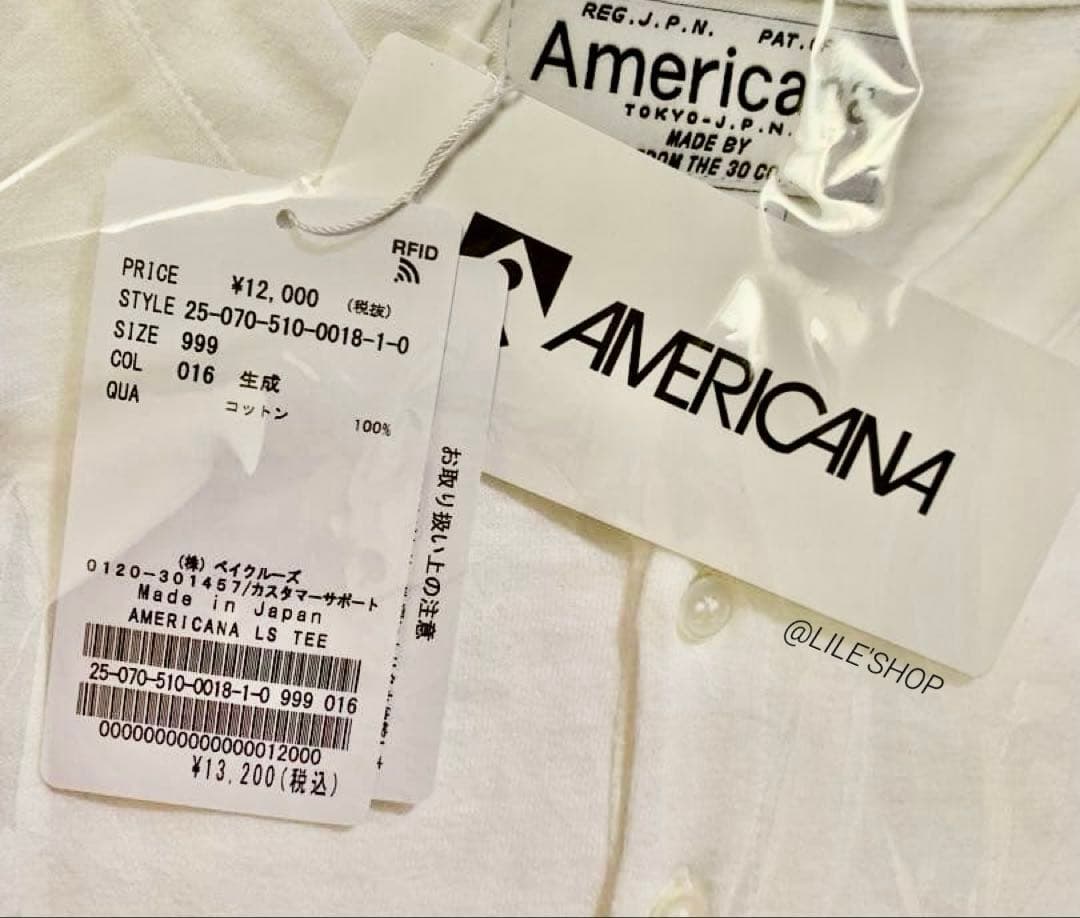 REG.J.P.N. PAT.
America
TOKYO-J.P.N.
MADE BY
THE 30
AMERICANA
RFID
PRICE ¥12,000 (税抜)
STYLE 25-070-510-0018-1-0
SIZE 999
COL 016 生成
QUA コットン 100%
(株) ベイクルーズ
0120-301457/カスタマーサポート
Made in Japan
AMERICANA LS TEE
25-070-510-0018-1-0 999 016
0000000000000012000
¥13,200(税込)
お取り扱い上の注意
@LILE'SHOP